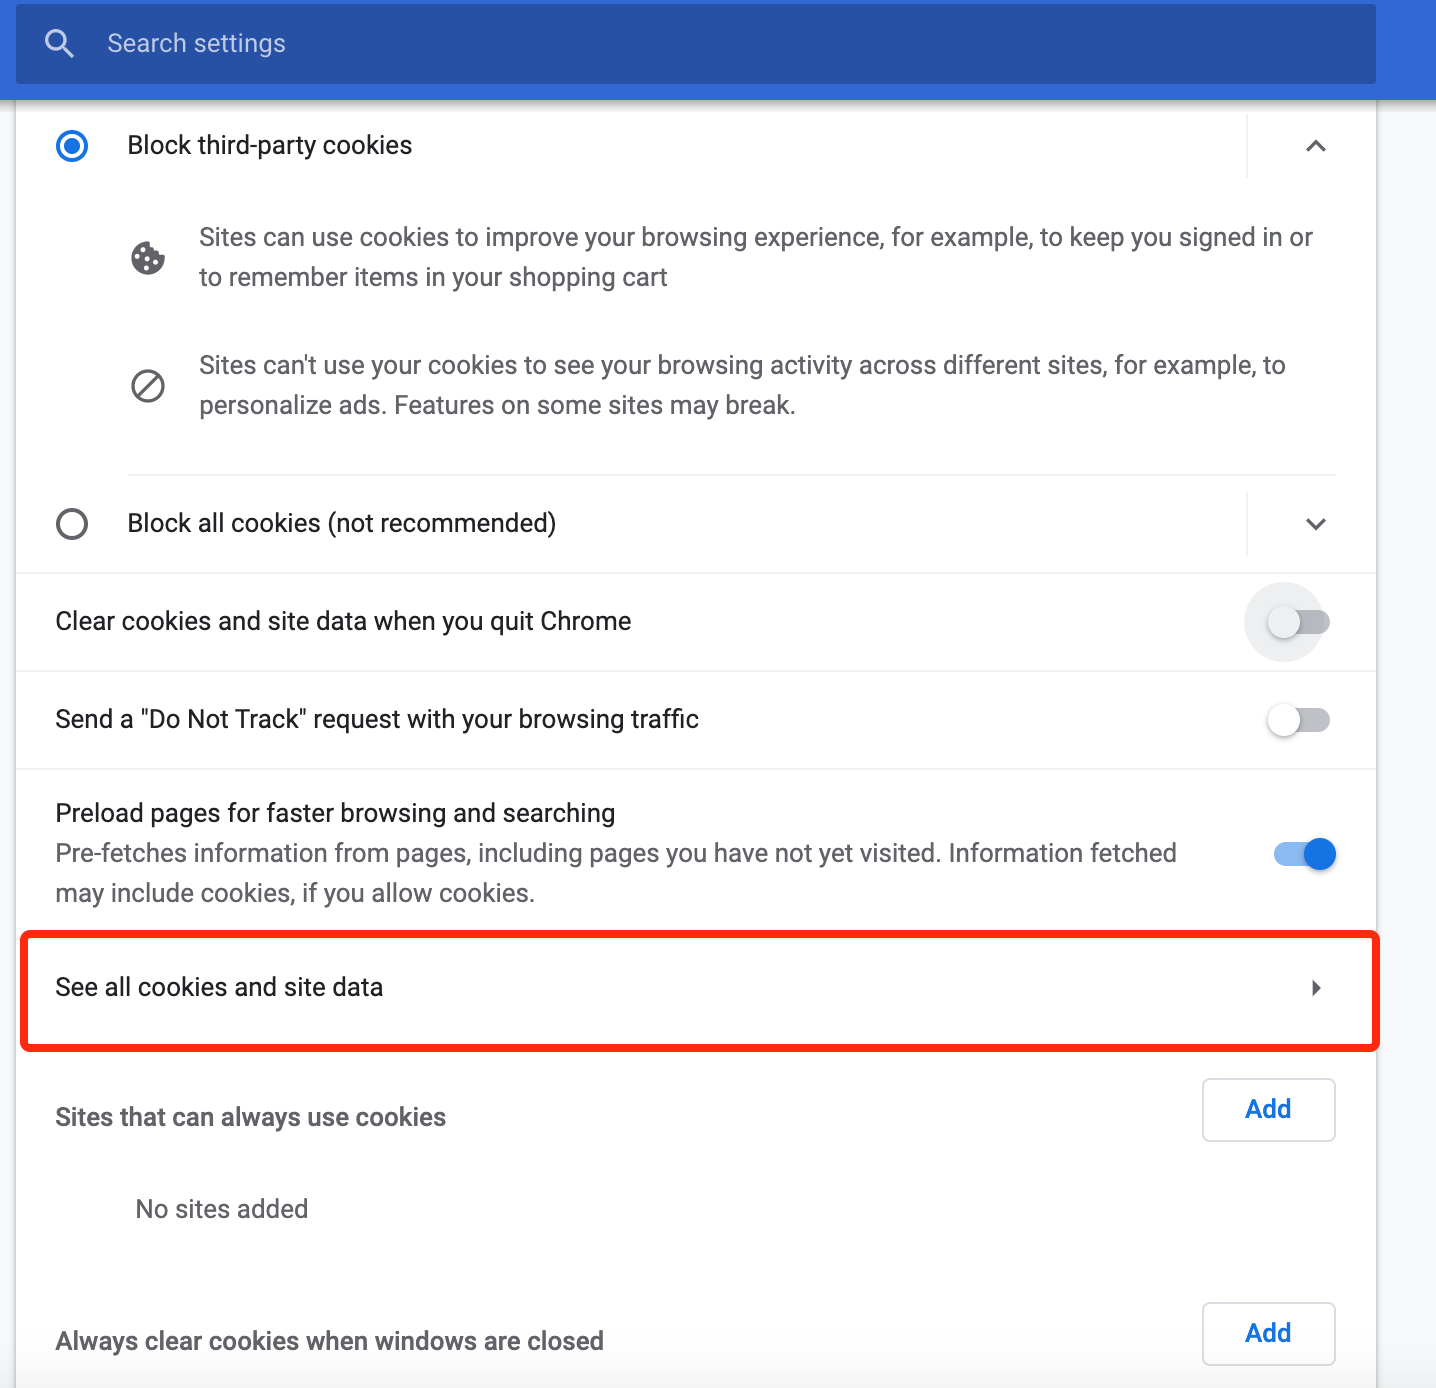 Search settings
Block third-party cookies
Sites can use cookies to improve your browsing experience, for example, to keep you signed in or
to remember items in your shopping cart
Sites can't use your cookies to see your browsing activity across different sites, for example, to
personalize ads. Features on some sites may break.
Block all cookies (not recommended)
Clear cookies and site data when you quit Chrome
Send a "Do Not Track" request with your browsing traffic
Preload pages for faster browsing and searching
Pre-fetches information from pages, including pages you have not yet visited. Information fetched
may include cookies, if you allow cookies.
See all cookies and site data
Sites that can always use cookies
Add
No sites added
Always clear cookies when windows are closed
Add